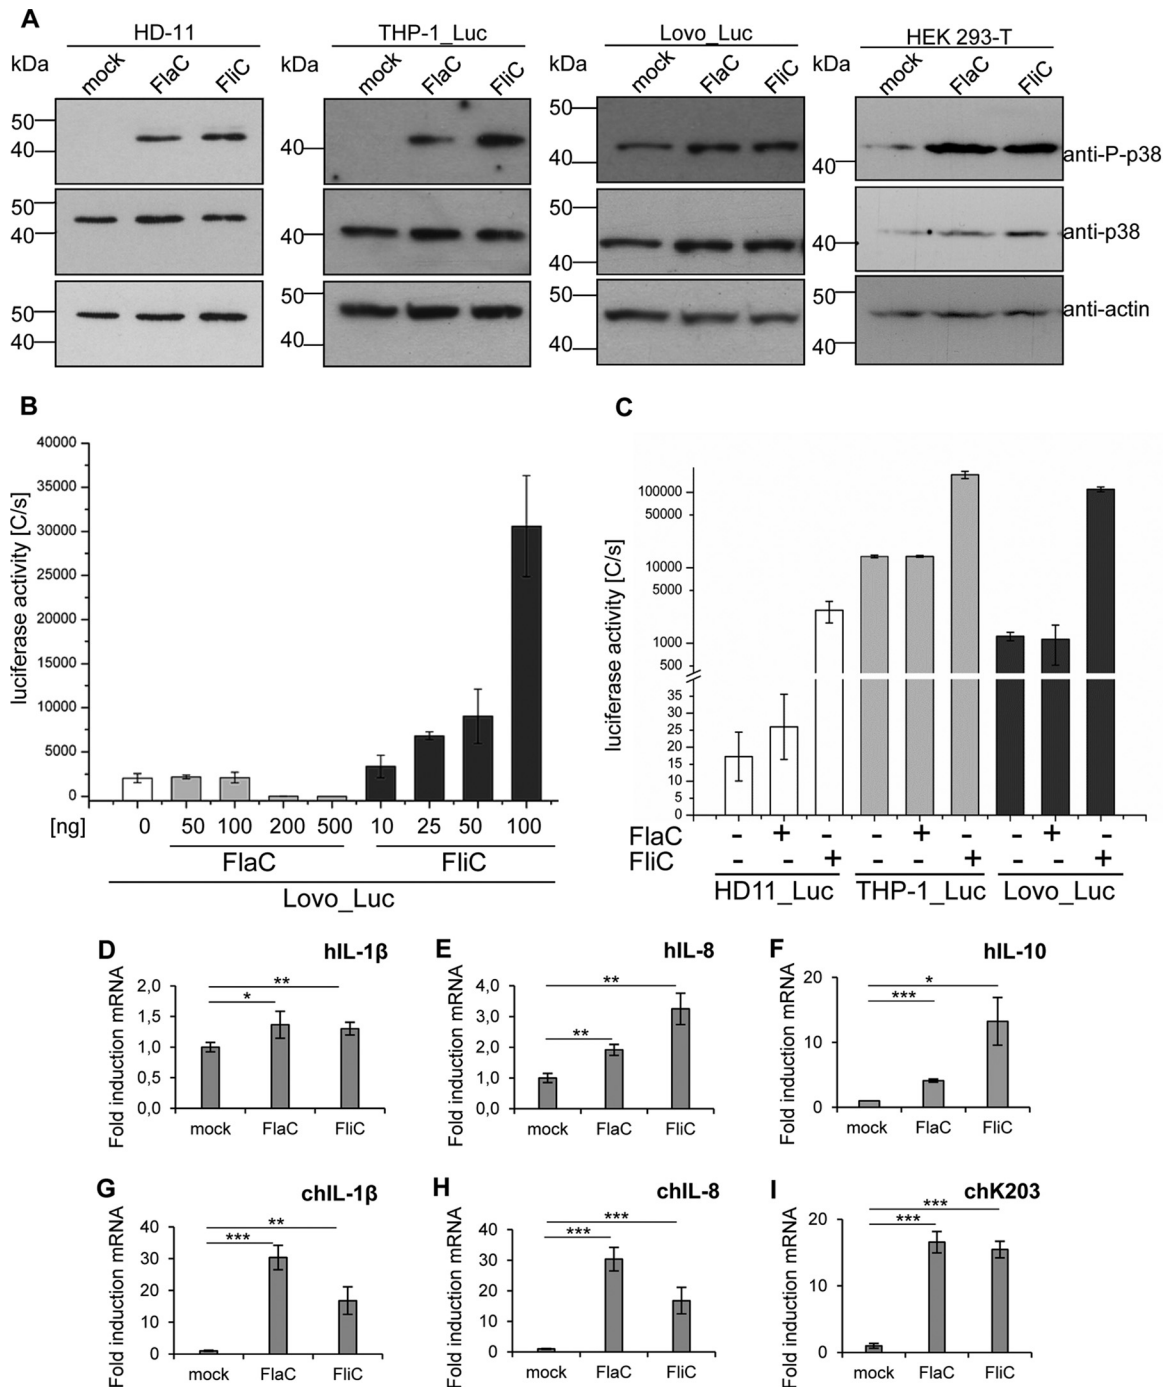 A
HD-11
THP-1_Luc
Lovo_Luc
HEK 293-T
kDa mock FlaC FliC
kDa mock FlaC FliC
kDa mock FlaC FliC
kDa mock FlaC FliC
50
40
40
50
40
40
anti-P-p38
50
40
40
50
40
40
anti-p38
50
40
50
40
50
40
50
40
anti-actin
B
luciferase activity [C/s]
40000
35000
30000
25000
20000
15000
10000
5000
0
[ng] 0 50 100 200 500 10 25 50 100
FlaC FliC
Lovo_Luc
C
luciferase activity [C/s]
100000
50000
10000
5000
1000
500
35
30
25
20
15
10
5
0
FlaC - + - - + - - + -
FliC - - + - - + - - +
HD11_Luc THP-1_Luc Lovo_Luc
D
hIL-1β
Fold induction mRNA
2,0
1,5
1,0
0,5
0,0
**
*
mock FlaC FliC
E
hIL-8
Fold induction mRNA
4,0
3,0
2,0
1,0
0,0
**
**
mock FlaC FliC
F
hIL-10
Fold induction mRNA
20
10
0
*
***
mock FlaC FliC
G
chIL-1β
Fold induction mRNA
40
30
20
10
0
**
***
mock FlaC FliC
H
chIL-8
Fold induction mRNA
40
30
20
10
0
***
***
mock FlaC FliC
I
chK203
Fold induction mRNA
20
10
0
***
***
mock FlaC FliC